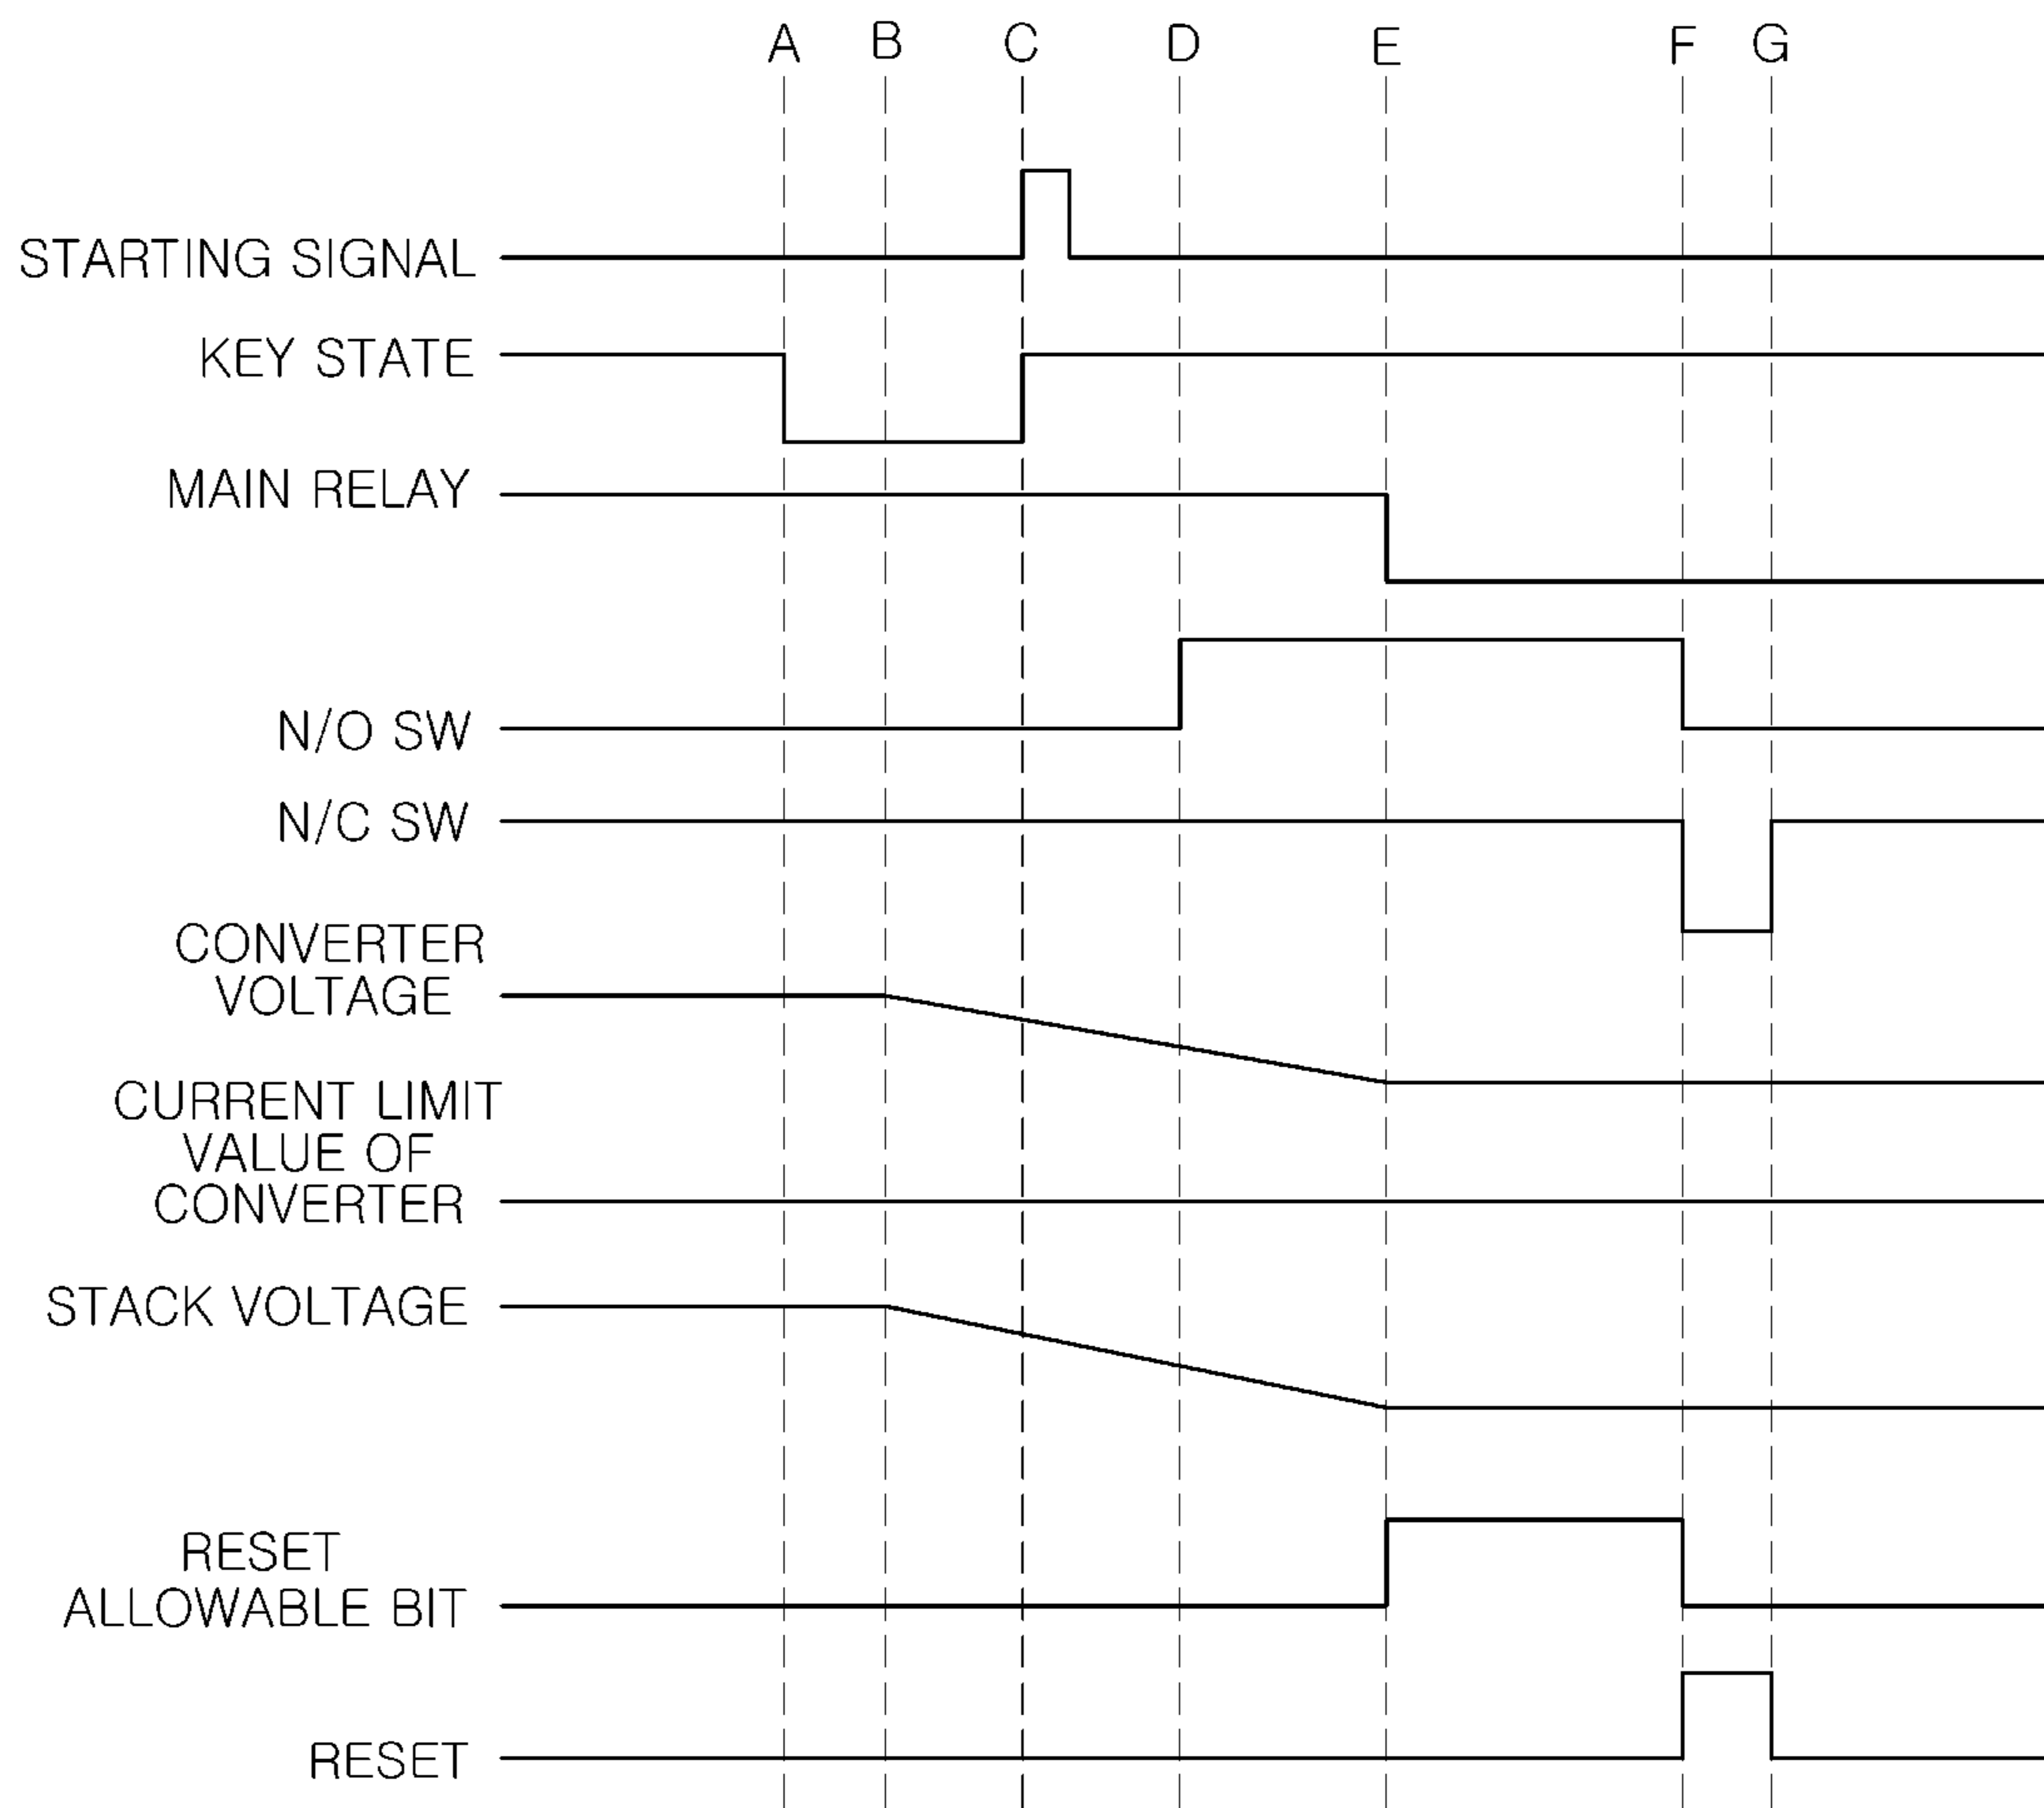 A B C D E F G
STARTING SIGNAL
KEY STATE
MAIN RELAY
N/O SW
N/C SW
CONVERTER
VOLTAGE
CURRENT LIMIT
VALUE OF
CONVERTER
STACK VOLTAGE
RESET
ALLOWABLE BIT
RESET